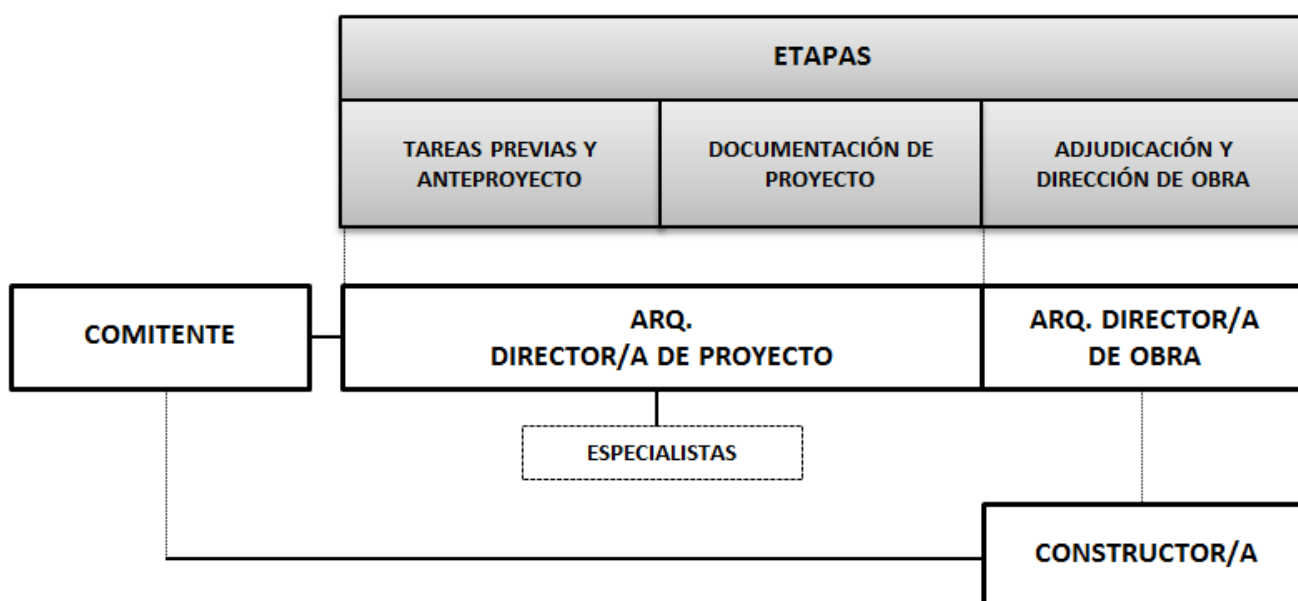 ETAPAS
TAREAS PREVIAS Y
ANTEPROYECTO
DOCUMENTACIÓN DE
PROYECTO
ADJUDICACIÓN Y
DIRECCIÓN DE OBRA
COMITENTE
ARQ.
DIRECTOR/A DE PROYECTO
ARQ. DIRECTOR/A
DE OBRA
ESPECIALISTAS
CONSTRUCTOR/A